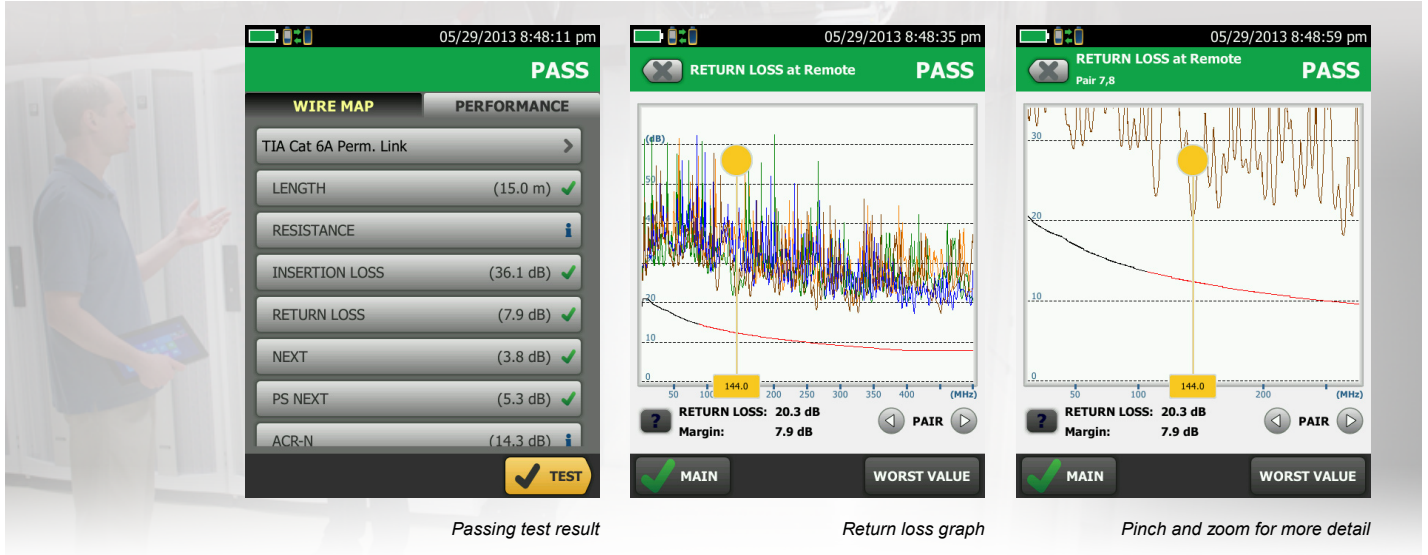 05/29/2013 8:48:11 pm
PASS
WIRE MAP PERFORMANCE
TIA Cat 6A Perm. Link
LENGTH (15.0 m)
RESISTANCE i
INSERTION LOSS (36.1 dB)
RETURN LOSS (7.9 dB)
NEXT (3.8 dB)
PS NEXT (5.3 dB)
ACR-N (14.3 dB) i
TEST
Passing test result
05/29/2013 8:48:35 pm
RETURN LOSS at Remote PASS
(dB)
50
20
10
0
144.0
50 200 250 300 350 400 (MHz)
? RETURN LOSS: 20.3 dB
Margin: 7.9 dB
PAIR
MAIN WORST VALUE
Return loss graph
05/29/2013 8:48:59 pm
RETURN LOSS at Remote
Pair 7,8
PASS
30
20
10
0
144.0
50 100 200 (MHz)
? RETURN LOSS: 20.3 dB
Margin: 7.9 dB
PAIR
MAIN WORST VALUE
Pinch and zoom for more detail